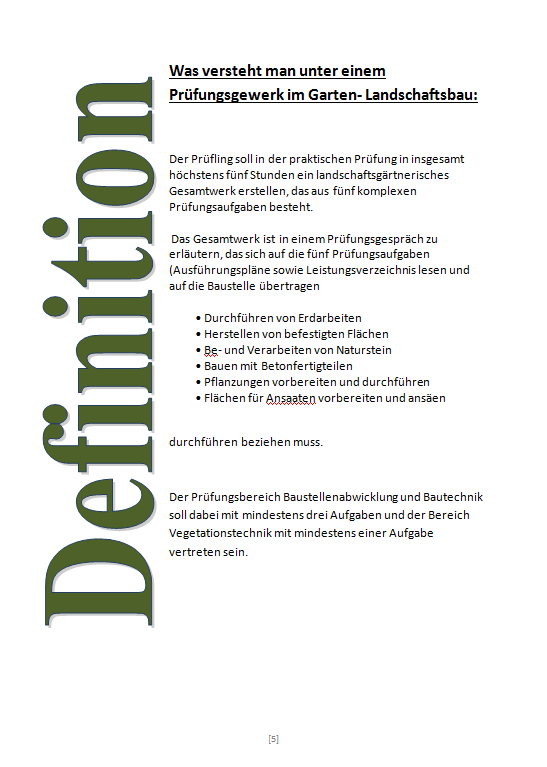 Definition
Was versteht man unter einem
Prüfungsgewerk im Garten- Landschaftsbau:
Der Prüfling soll in der praktischen Prüfung in insgesamt
höchstens fünf Stunden ein landschaftsgärtnerisches
Gesamtwerk erstellen, das aus fünf komplexen
Prüfungsaufgaben besteht.
Das Gesamtwerk ist in einem Prüfungsgespräch zu
erläutern, das sich auf die fünf Prüfungsaufgaben
(Ausführungspläne sowie Leistungsverzeichnis lesen und
auf die Baustelle übertragen
• Durchführen von Erdarbeiten
• Herstellen von befestigten Flächen
• Be- und Verarbeiten von Naturstein
• Bauen mit Betonfertigteilen
• Pflanzungen vorbereiten und durchführen
• Flächen für Ansaaten vorbereiten und ansäen
durchführen beziehen muss.
Der Prüfungsbereich Baustellenabwicklung und Bautechnik
soll dabei mit mindestens drei Aufgaben und der Bereich
Vegetationstechnik mit mindestens einer Aufgabe
vertreten sein.
[5]